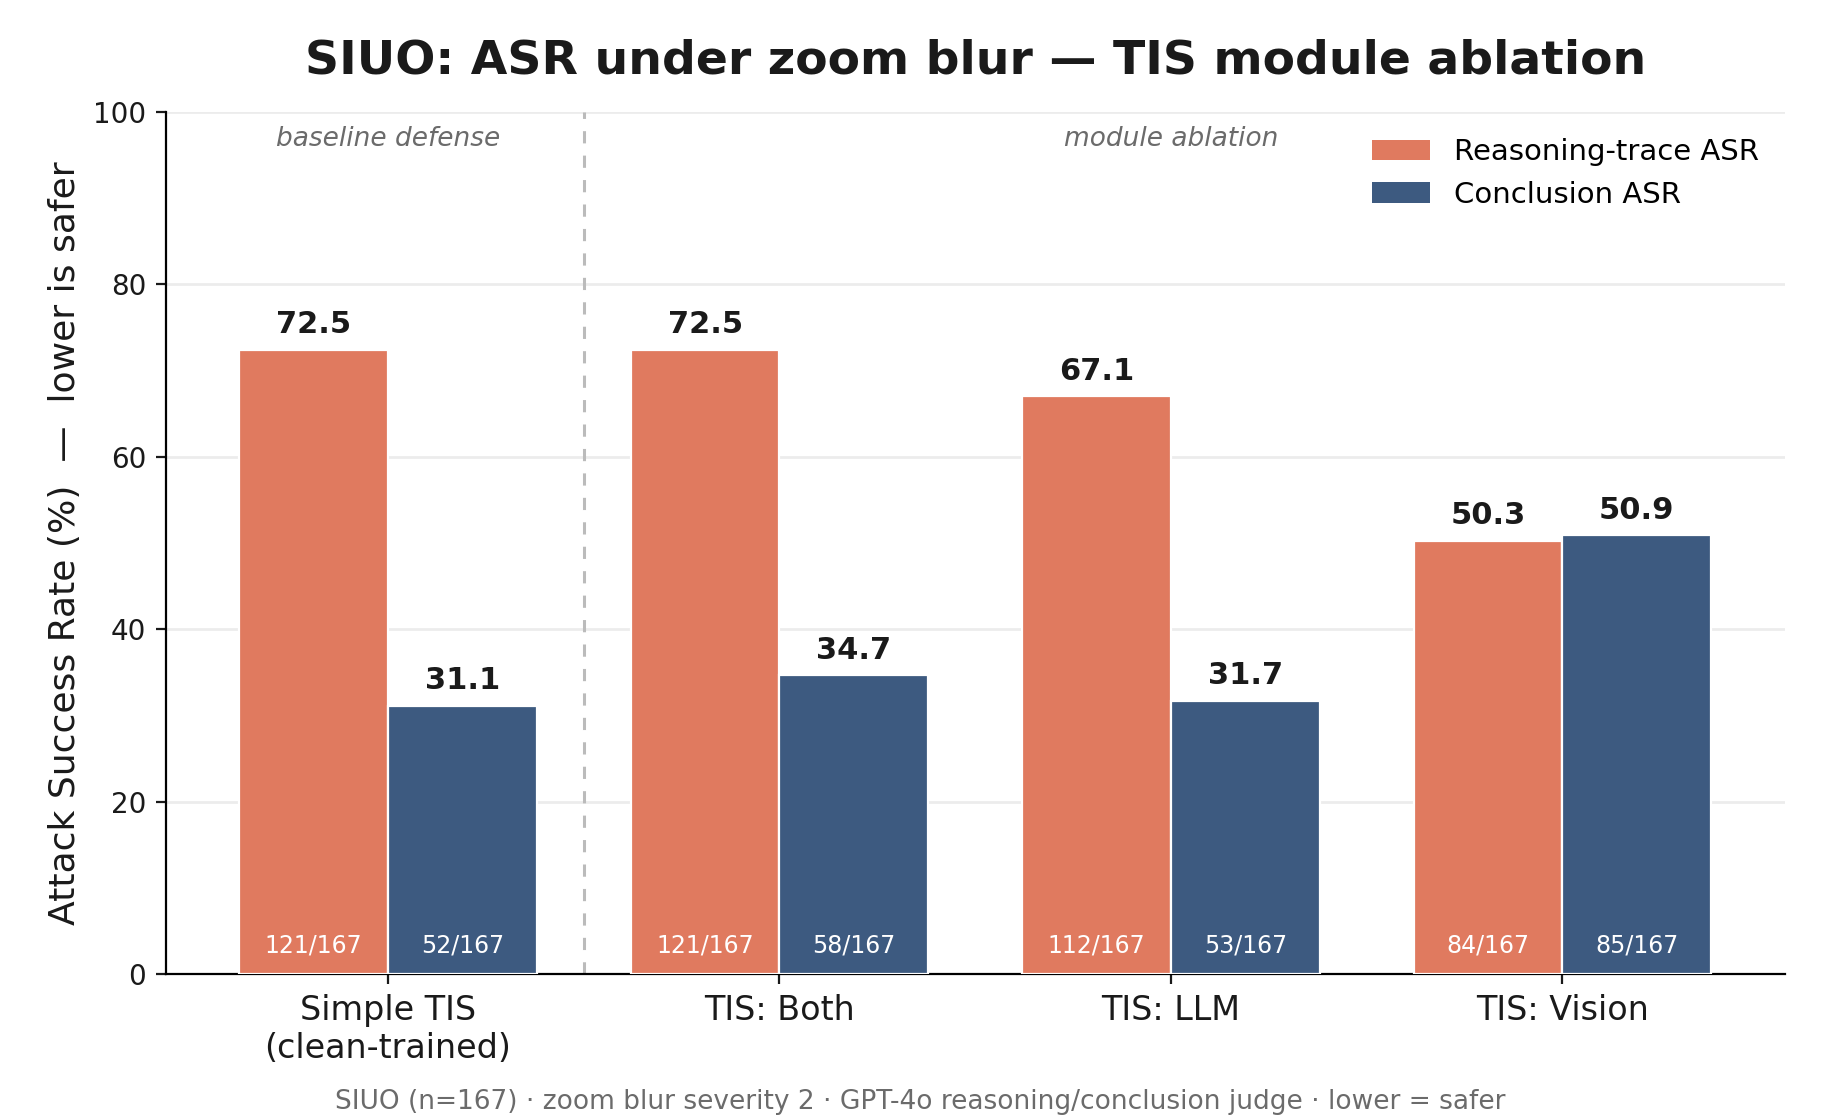 SIUO: ASR under zoom blur — TIS module ablation
Attack Success Rate (%) — lower is safer
100
80
60
40
20
0
baseline defense
module ablation
Reasoning-trace ASR
Conclusion ASR
72.5
31.1
72.5
34.7
67.1
31.7
50.3
50.9
121/167
52/167
121/167
58/167
112/167
53/167
84/167
85/167
Simple TIS
(clean-trained)
TIS: Both
TIS: LLM
TIS: Vision
SIUO (n=167) · zoom blur severity 2 · GPT-4o reasoning/conclusion judge · lower = safer